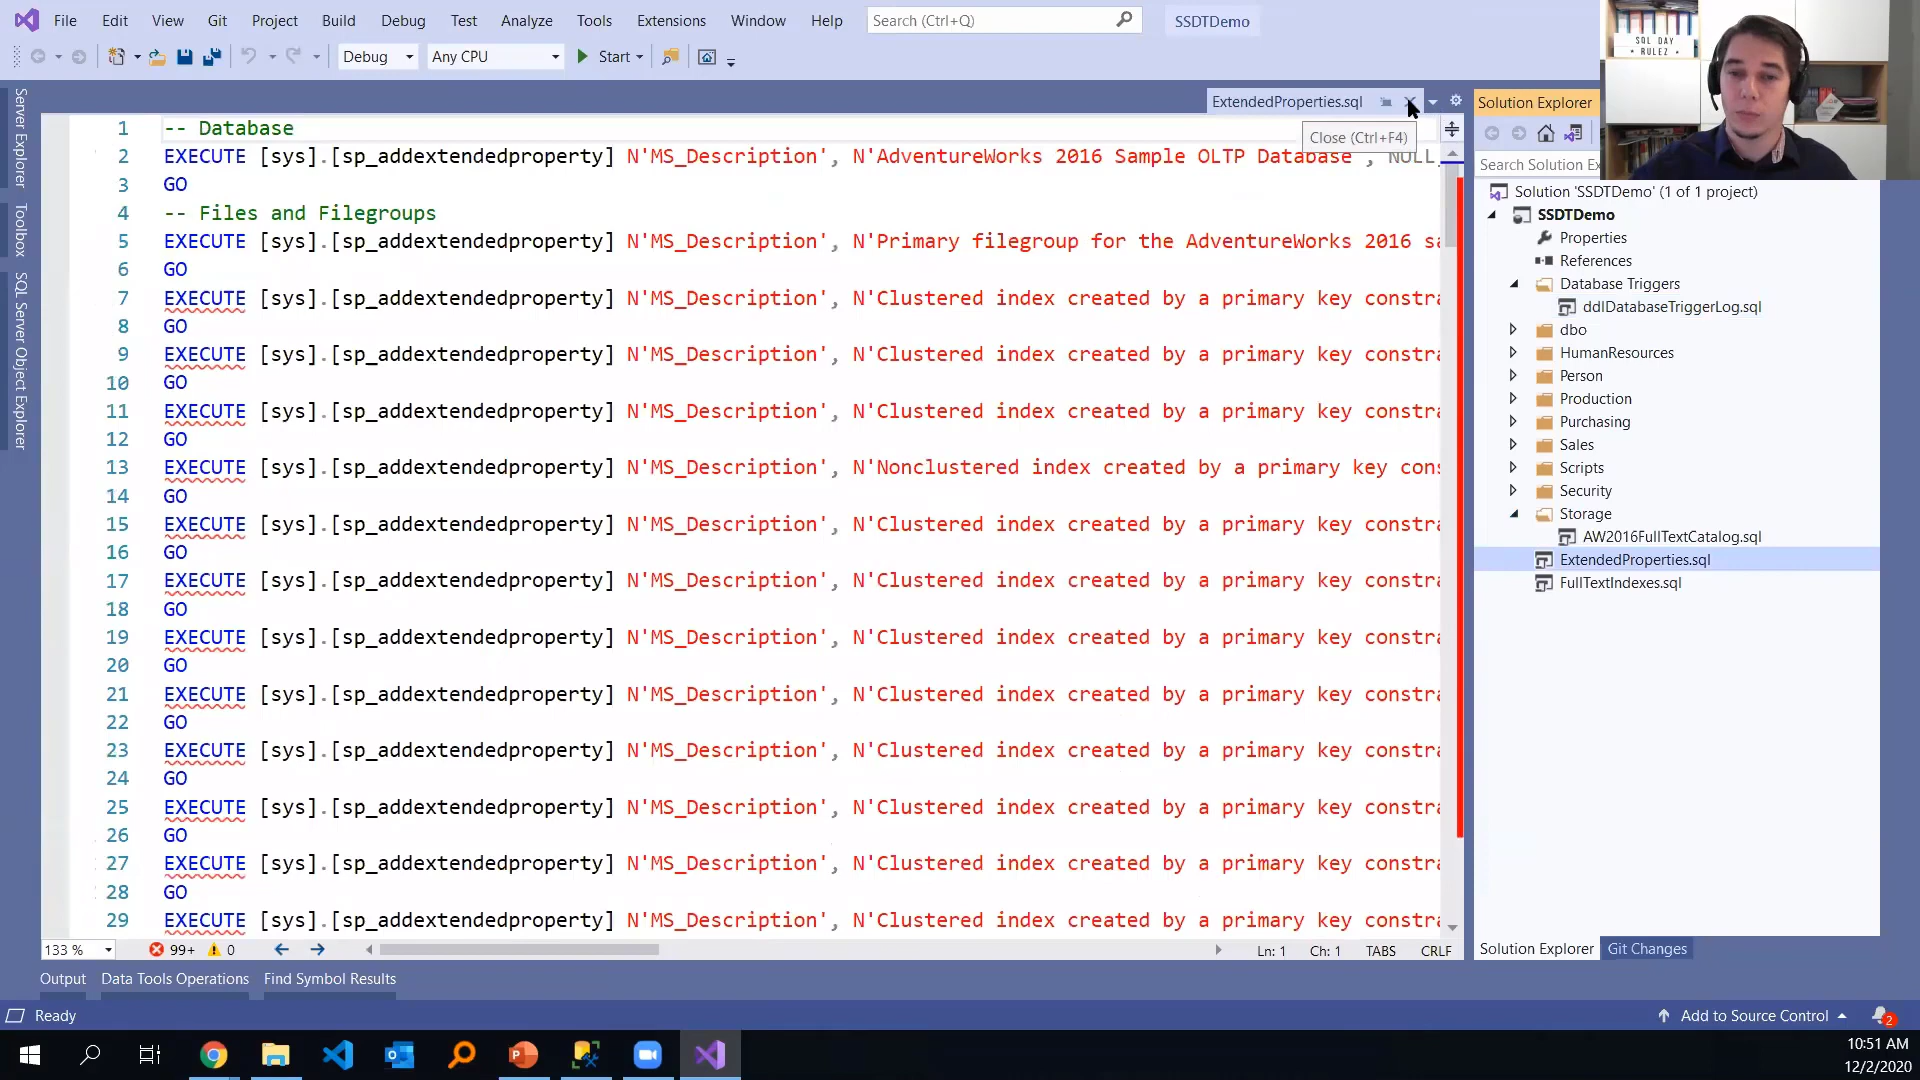 File Edit View Git Project Build Debug Test Analyze Tools Extensions Window Help Search (Ctrl+Q) SSDTDemo
SQL DAY
• RULEZ •
Debug Any CPU Start
Server Explorer
Toolbox
SQL Server Object Explorer
ExtendedProperties.sql
Close (Ctrl+F4)
1 -- Database
2 EXECUTE [sys].[sp_addextendedproperty] N'MS_Description', N'AdventureWorks 2016 Sample OLTP Database', NULL
3 GO
4 -- Files and Filegroups
5 EXECUTE [sys].[sp_addextendedproperty] N'MS_Description', N'Primary filegroup for the AdventureWorks 2016 sa
6 GO
7 EXECUTE [sys].[sp_addextendedproperty] N'MS_Description', N'Clustered index created by a primary key constra
8 GO
9 EXECUTE [sys].[sp_addextendedproperty] N'MS_Description', N'Clustered index created by a primary key constra
10 GO
11 EXECUTE [sys].[sp_addextendedproperty] N'MS_Description', N'Clustered index created by a primary key constra
12 GO
13 EXECUTE [sys].[sp_addextendedproperty] N'MS_Description', N'Nonclustered index created by a primary key cons
14 GO
15 EXECUTE [sys].[sp_addextendedproperty] N'MS_Description', N'Clustered index created by a primary key constra
16 GO
17 EXECUTE [sys].[sp_addextendedproperty] N'MS_Description', N'Clustered index created by a primary key constra
18 GO
19 EXECUTE [sys].[sp_addextendedproperty] N'MS_Description', N'Clustered index created by a primary key constra
20 GO
21 EXECUTE [sys].[sp_addextendedproperty] N'MS_Description', N'Clustered index created by a primary key constra
22 GO
23 EXECUTE [sys].[sp_addextendedproperty] N'MS_Description', N'Clustered index created by a primary key constra
24 GO
25 EXECUTE [sys].[sp_addextendedproperty] N'MS_Description', N'Clustered index created by a primary key constra
26 GO
27 EXECUTE [sys].[sp_addextendedproperty] N'MS_Description', N'Clustered index created by a primary key constra
28 GO
29 EXECUTE [sys].[sp_addextendedproperty] N'MS_Description', N'Clustered index created by a primary key constra
133 % 99+ 0 Ln: 1 Ch: 1 TABS CRLF
Solution Explorer
Search Solution Ex
Solution 'SSDTDemo' (1 of 1 project)
SSDTDemo
Properties
References
Database Triggers
ddlDatabaseTriggerLog.sql
dbo
HumanResources
Person
Production
Purchasing
Sales
Scripts
Security
Storage
AW2016FullTextCatalog.sql
ExtendedProperties.sql
FullTextIndexes.sql
Solution Explorer Git Changes
Output Data Tools Operations Find Symbol Results
Ready Add to Source Control 2
10:51 AM
12/2/2020